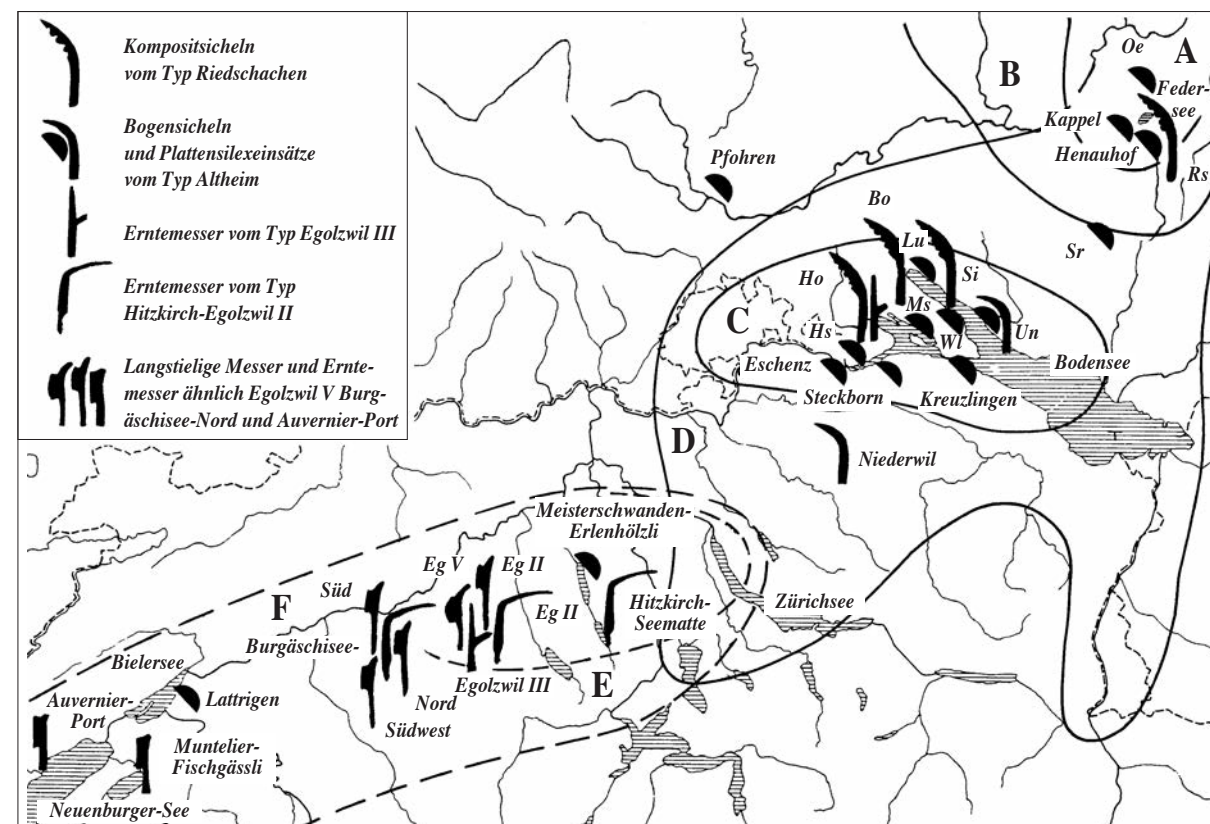 Kompositsicheln
vom Typ Riedschachen
Bogensicheln
und Plattensilexeinsätze
vom Typ Altheim
Erntemesser vom Typ Egolzwil III
Erntemesser vom Typ
Hitzkirch-Egolzwil II
Langstielige Messer und Ernte-
messer ähnlich Egolzwil V Burg-
äschisee-Nord und Auvernier-Port
A
B
Oe
Feder-
see
Kappel
Henauhof
Rs
Pfohren
Bo
Lu
Sr
Si
Ho
Ms
C
Hs
Wl
Un
Eschenz
Bodensee
Steckborn
Kreuzlingen
D
Niederwil
Meisterschwanden-
Erlenhölzli
Eg V
Eg II
Süd
F
Eg II
Hitzkirch-
Seematte
Zürichsee
Burgäschisee-
Bielersee
Egolzwil III
E
Auvernier-
Port
Lattrigen
Nord
Südwest
Muntelier-
Fischgässli
Neuenburger-See